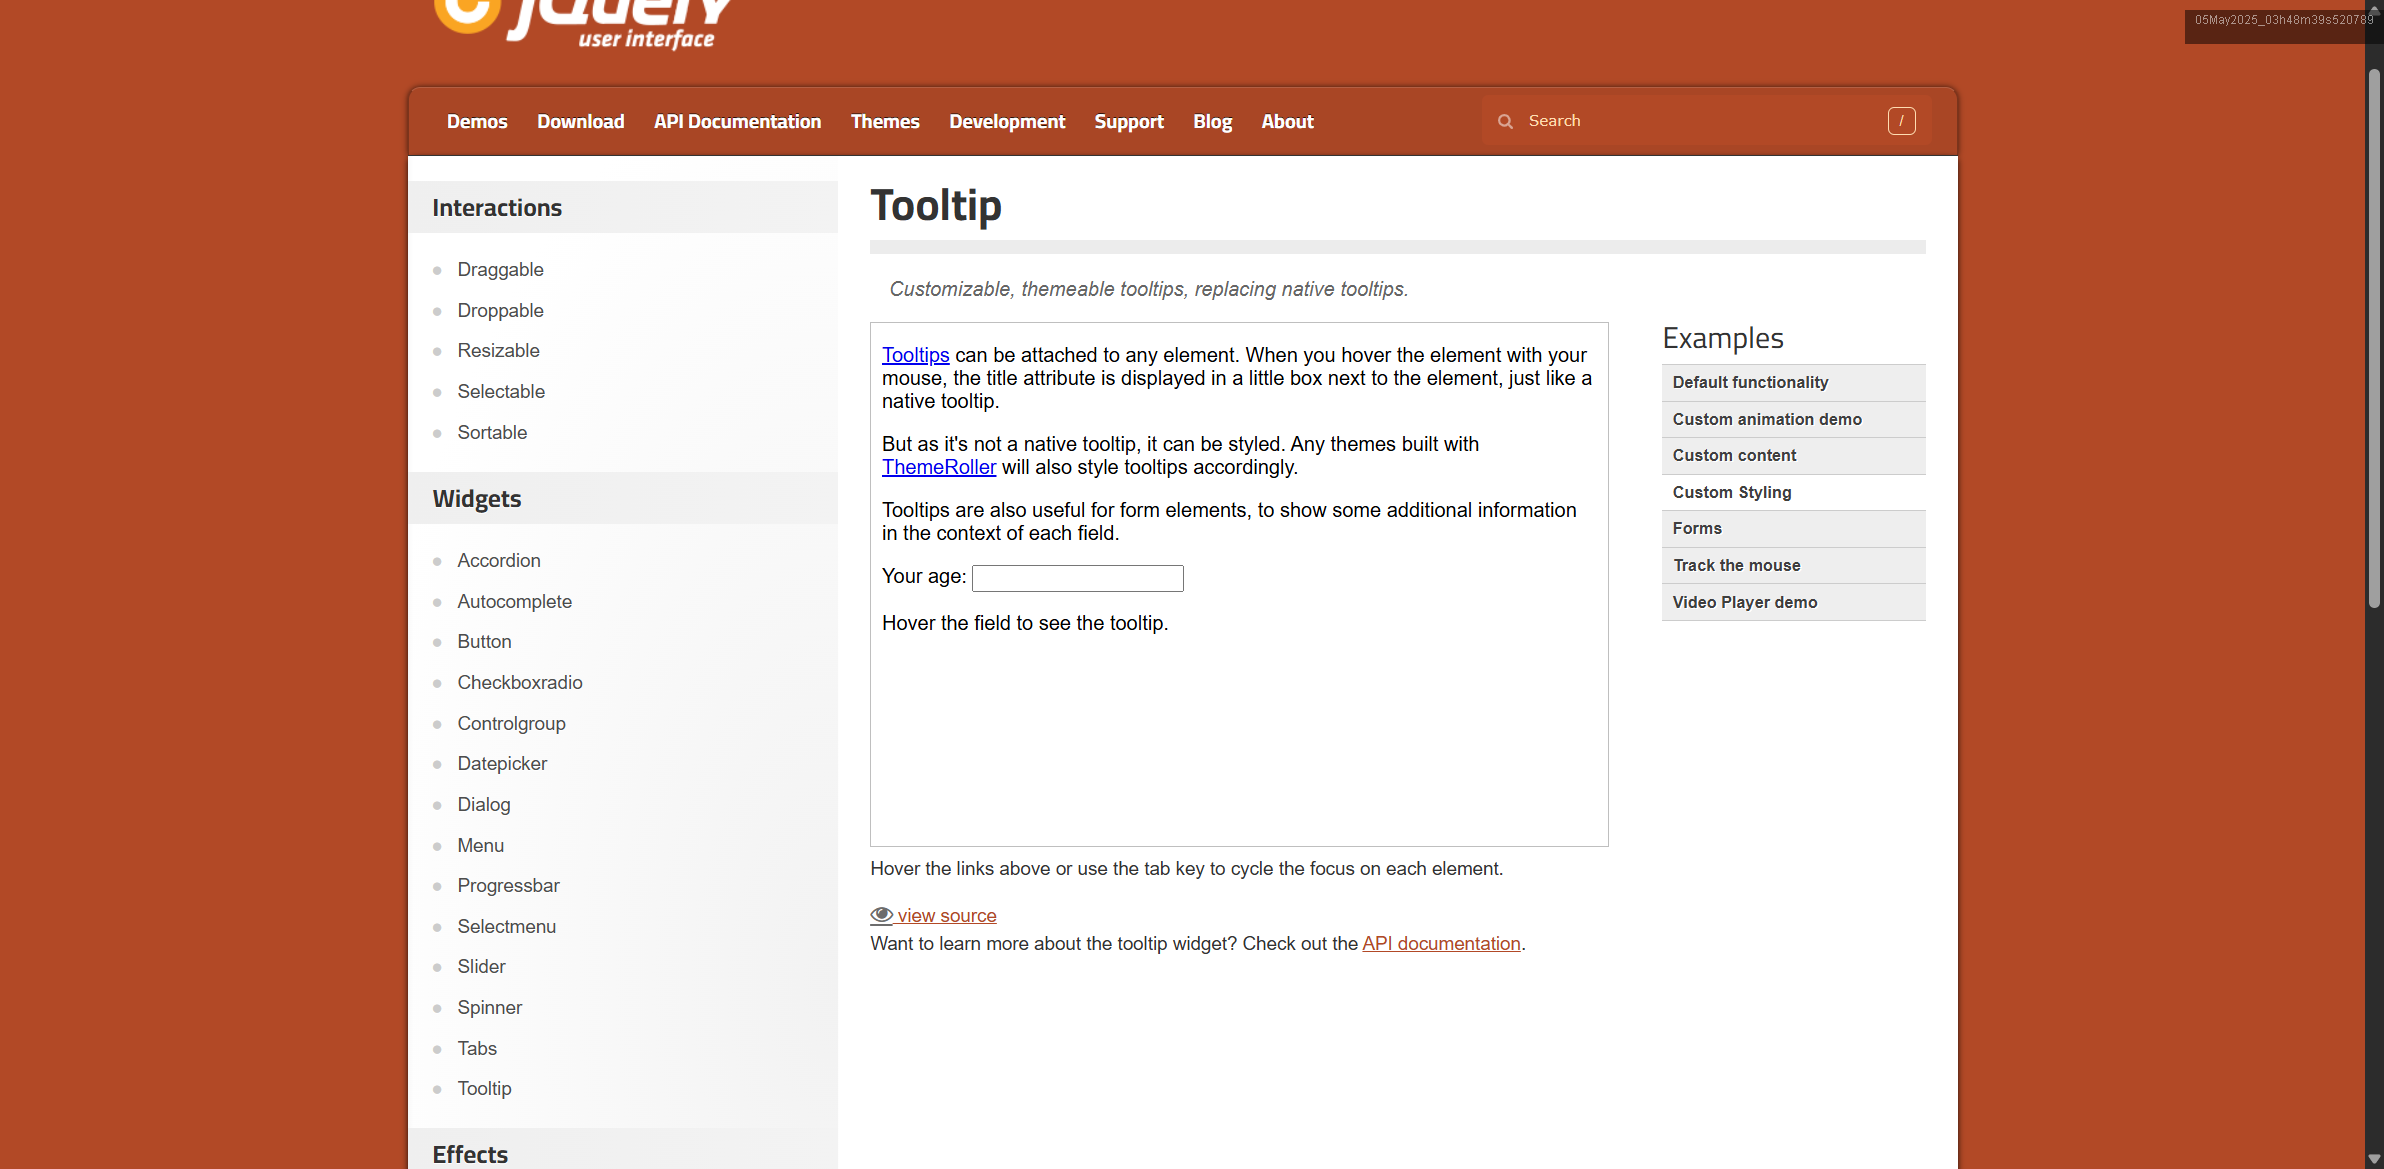 jQuery
user interface
05May2025_03h48m39s520789
Demos Download API Documentation Themes Development Support Blog About Search /
Interactions
Draggable
Droppable
Resizable
Selectable
Sortable
Widgets
Accordion
Autocomplete
Button
Checkboxradio
Controlgroup
Datepicker
Dialog
Menu
Progressbar
Selectmenu
Slider
Spinner
Tabs
Tooltip
Effects
Tooltip
Customizable, themeable tooltips, replacing native tooltips.
Tooltips can be attached to any element. When you hover the element with your
mouse, the title attribute is displayed in a little box next to the element, just like a
native tooltip.
But as it's not a native tooltip, it can be styled. Any themes built with
ThemeRoller will also style tooltips accordingly.
Tooltips are also useful for form elements, to show some additional information
in the context of each field.
Your age:
Hover the field to see the tooltip.
Hover the links above or use the tab key to cycle the focus on each element.
view source
Want to learn more about the tooltip widget? Check out the API documentation.
Examples
Default functionality
Custom animation demo
Custom content
Custom Styling
Forms
Track the mouse
Video Player demo